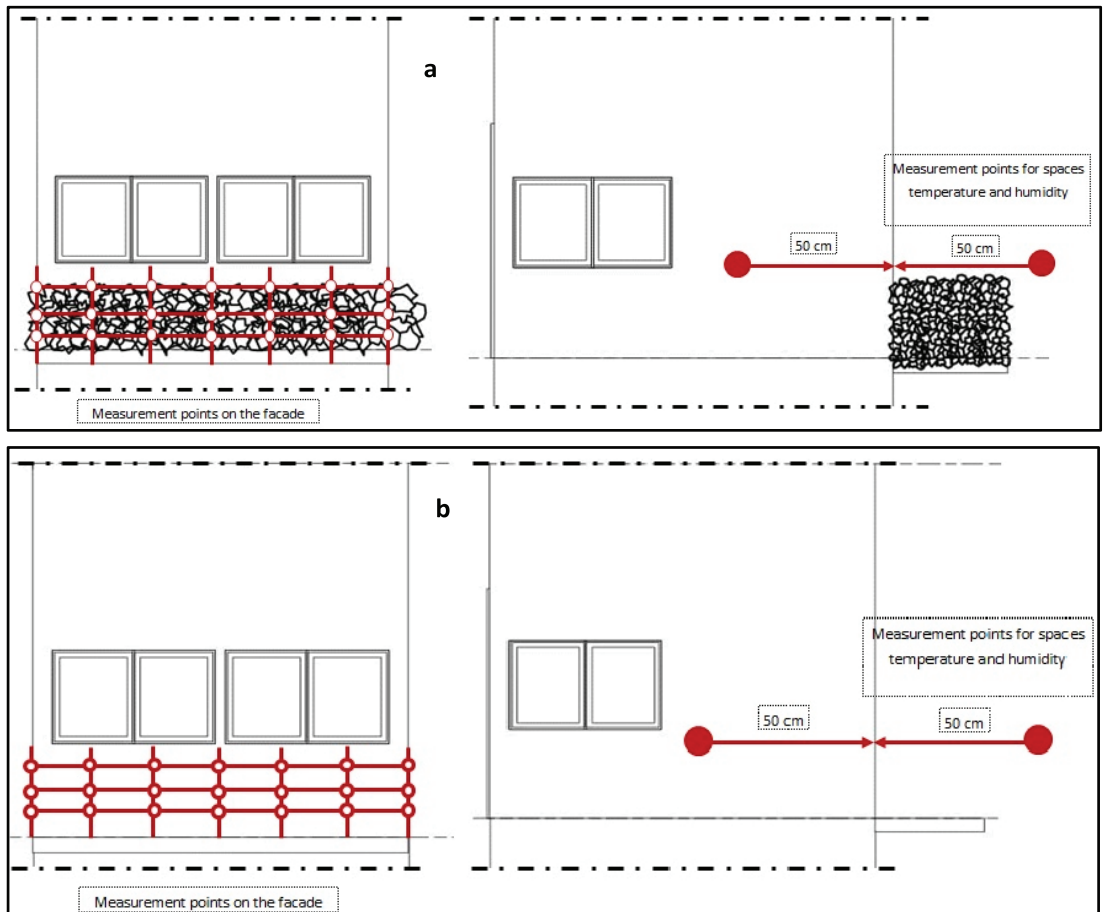 a
Measurement points for spaces
temperature and humidity
50 cm
50 cm
Measurement points on the facade
b
Measurement points for spaces
temperature and humidity
50 cm
50 cm
Measurement points on the facade